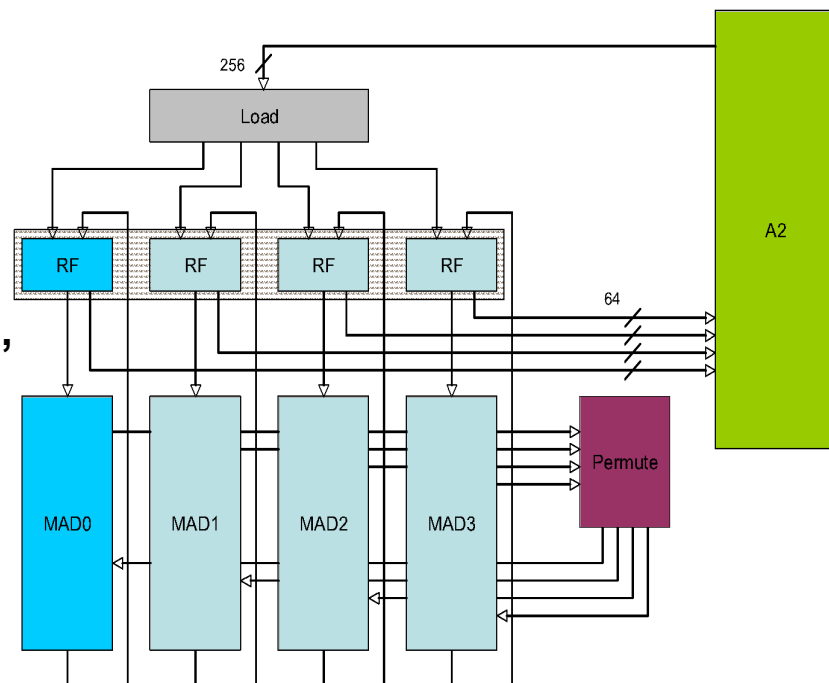 256
Load
A2
RF RF RF RF
64
,
Permute
MAD0 MAD1 MAD2 MAD3